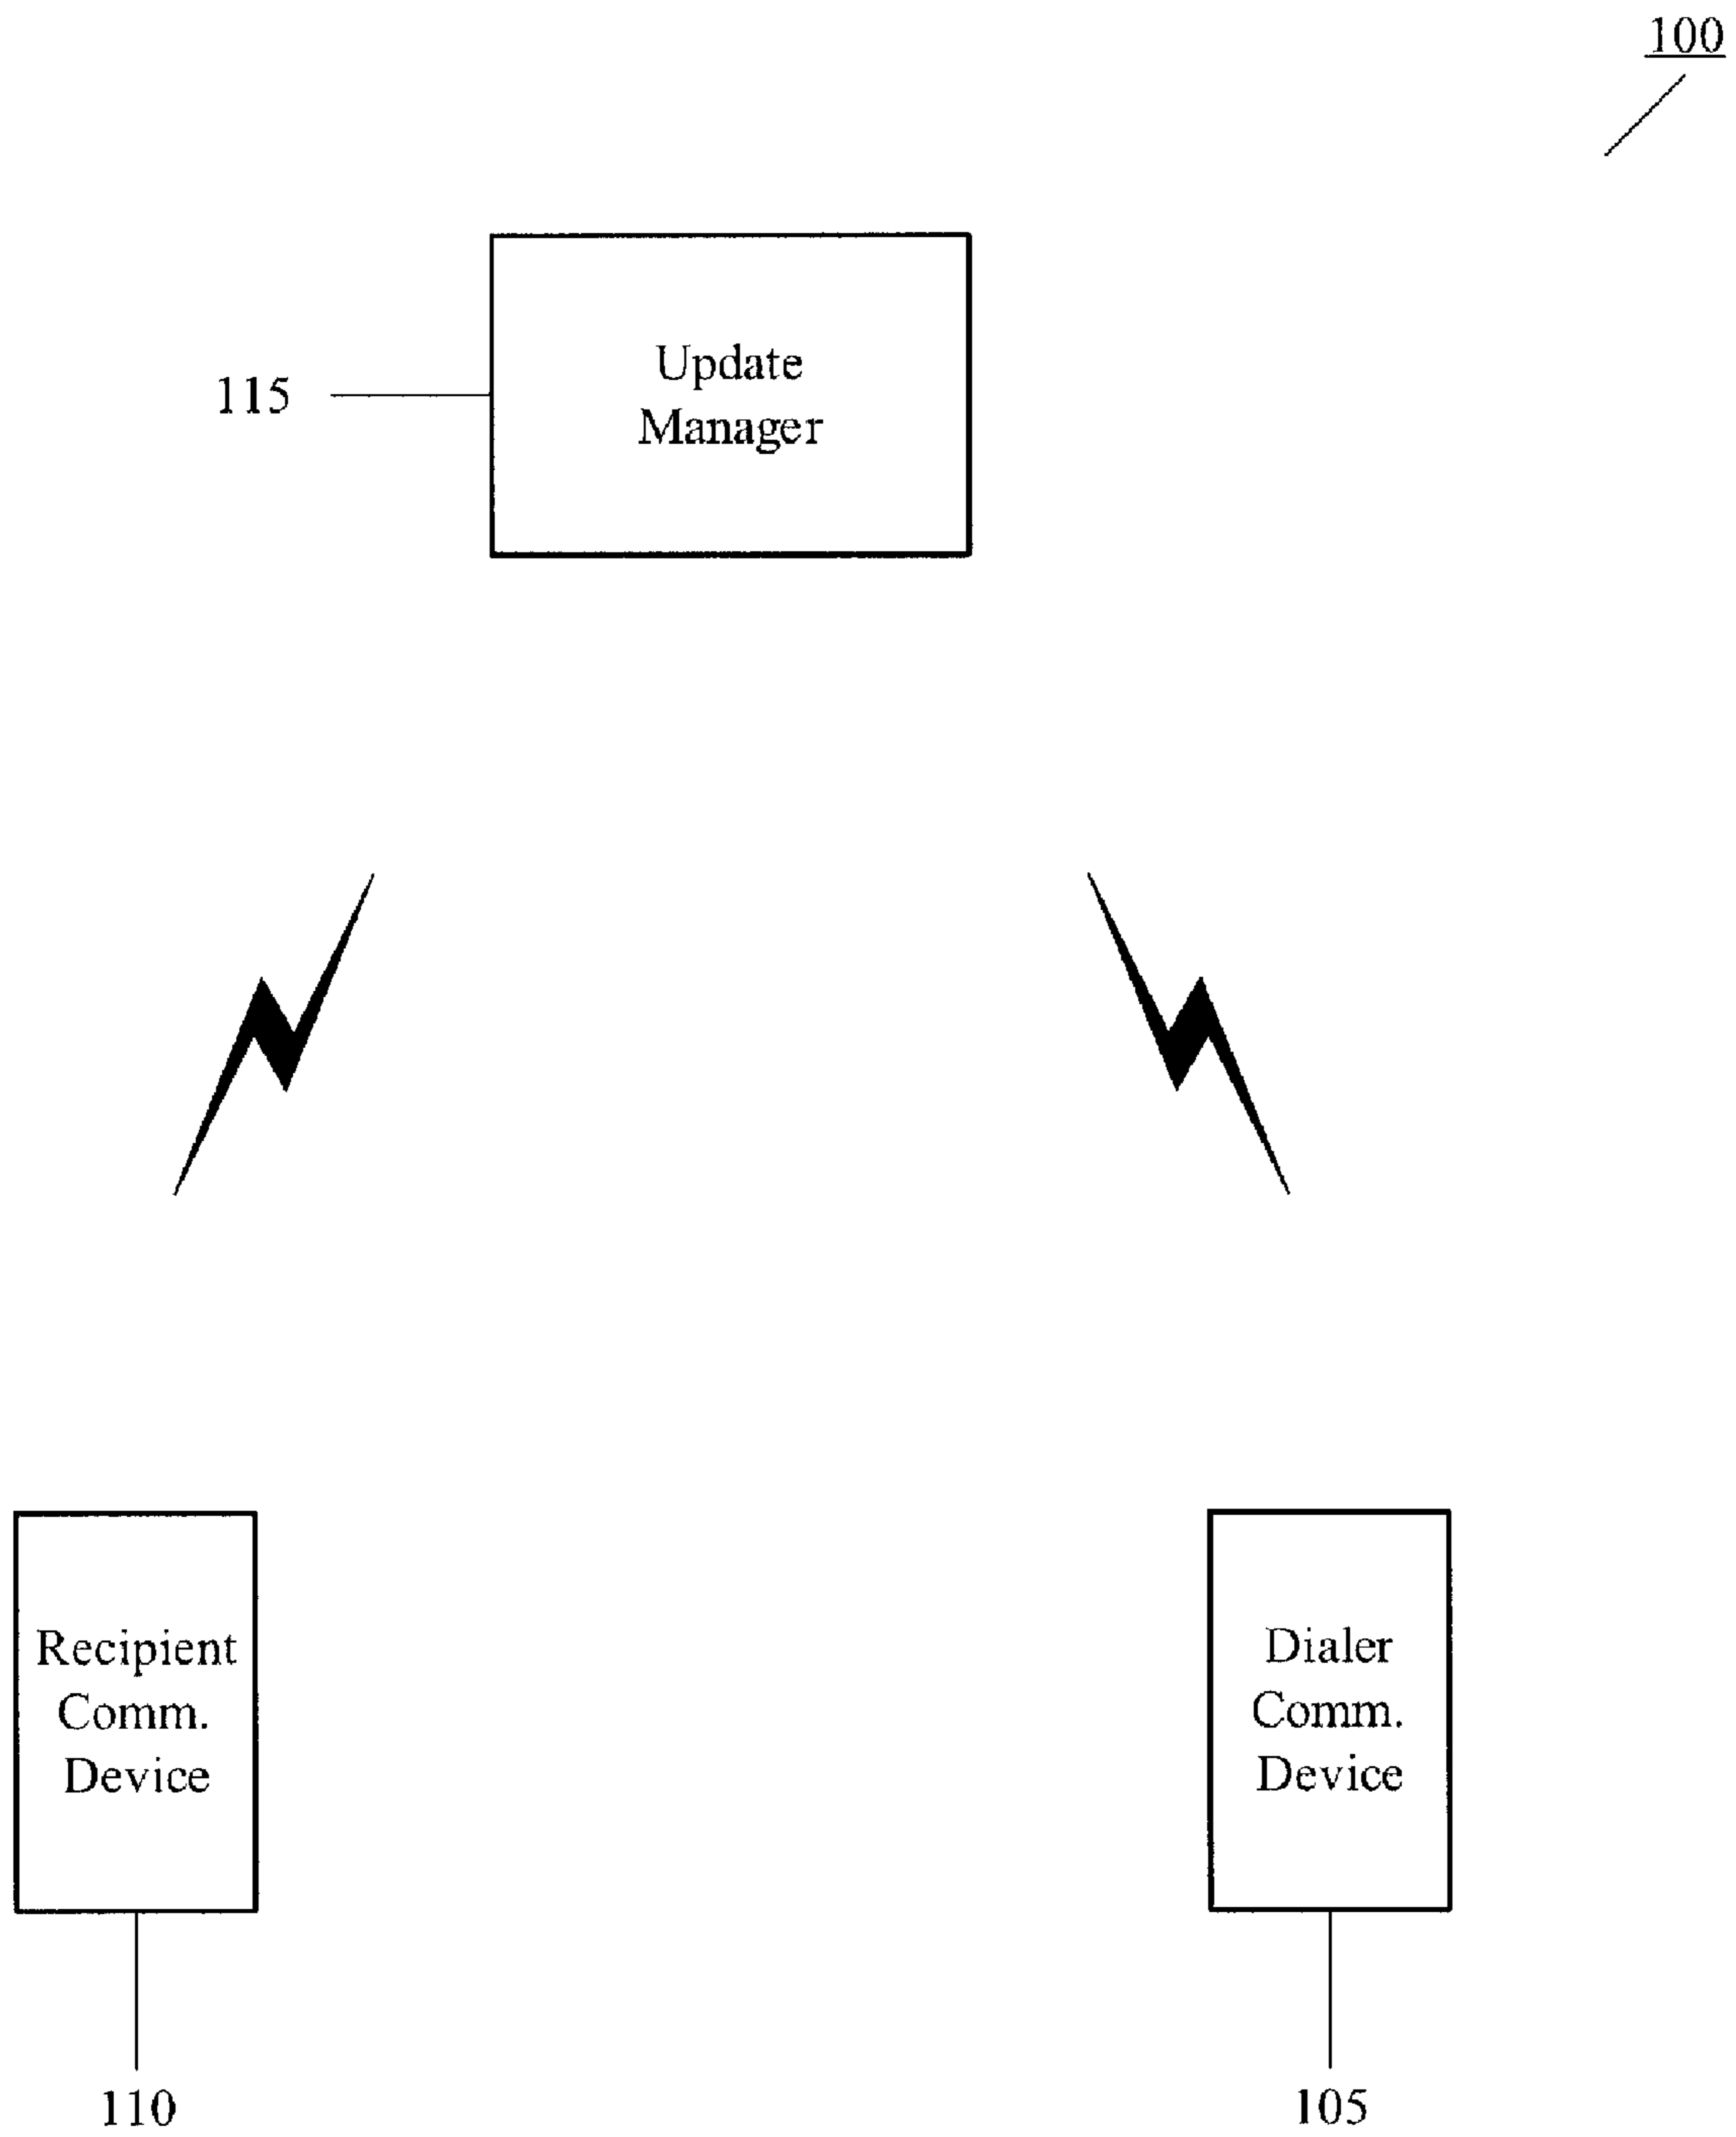 100
Update
Manager
115
Recipient
Comm.
Device
Dialer
Comm.
Device
110
105